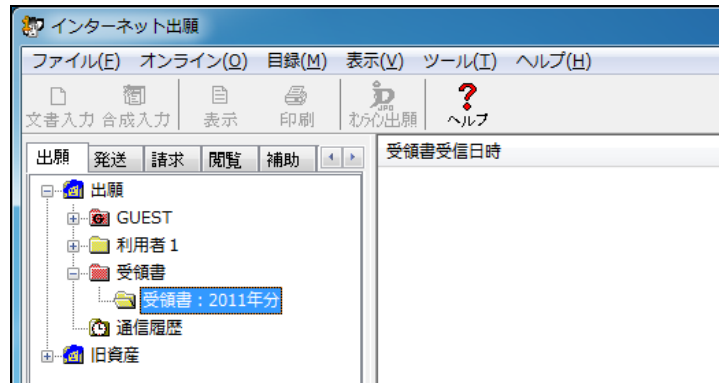 インターネット出願
ファイル(F) オンライン(O) 目録(M) 表示(V) ツール(T) ヘルプ(H)
文書入力 合成入力 表示 印刷 オンライン出願 ヘルプ
出願 発送 請求 閲覧 補助 受領書受信日時
出願
GUEST
利用者1
受領書
受領書：2011年分
通信履歴
旧資産